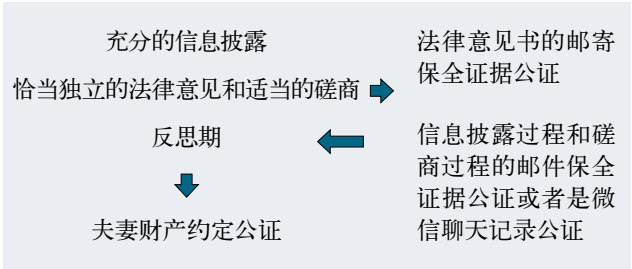 充分的信息披露
恰当独立的法律意见和适当的磋商
反思期
夫妻财产约定公证
法律意见书的邮寄
保全证据公证
信息披露过程和磋
商过程的邮件保全
证据公证或者是微
信聊天记录公证